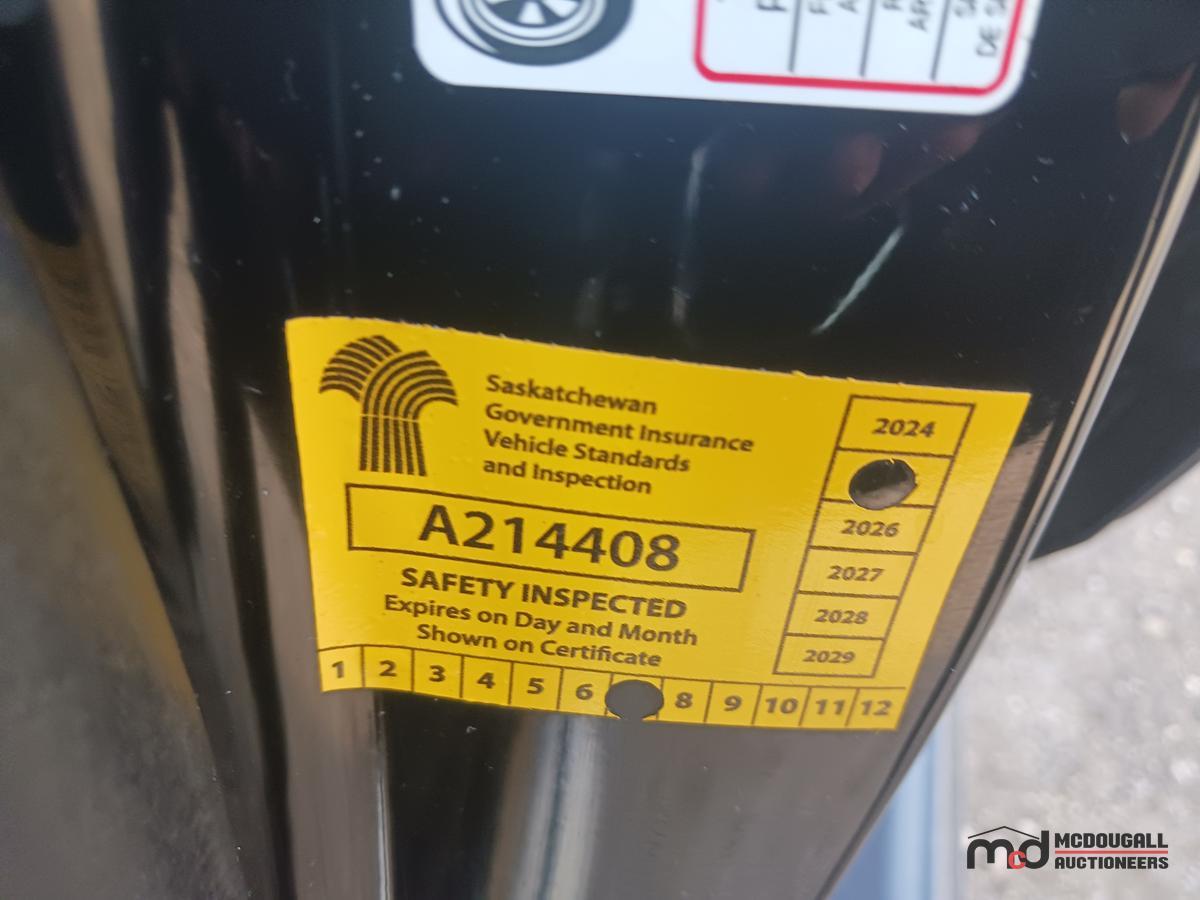 Saskatchewan
Government Insurance
Vehicle Standards
and Inspection
A214408
SAFETY INSPECTED
Expires on Day and Month
Shown on Certificate
2024
2026
2027
2028
2029
1 2 3 4 5 6 8 9 10 11 12
mcd MCDOUGALL
AUCTIONEERS